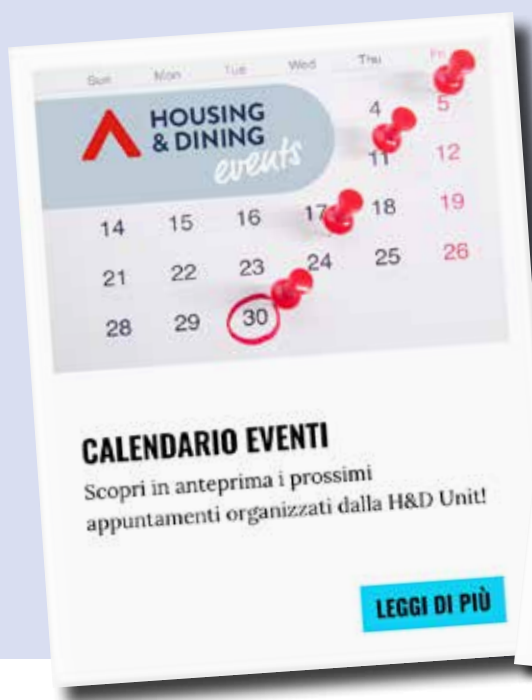 Sun Mon Tue Wed Thu Fri
HOUSING
& DINING
events
4 5
11 12
14 15 16 17 18 19
21 22 23 24 25 26
28 29 30
CALENDARIO EVENTI
Scopri in anteprima i prossimi
appuntamenti organizzati dalla H&D Unit!
LEGGI DI PIÙ